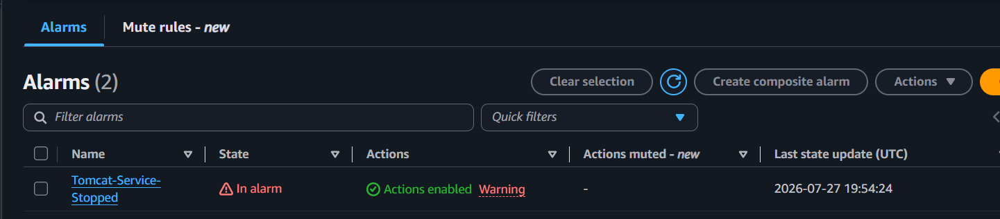 Alarms
Mute rules - new
Alarms (2)
Clear selection
Create composite alarm
Actions
Filter alarms
Quick filters
Name
State
Actions
Actions muted - new
Last state update (UTC)
Tomcat-Service-
Stopped
In alarm
Actions enabled Warning
-
2026-07-27 19:54:24